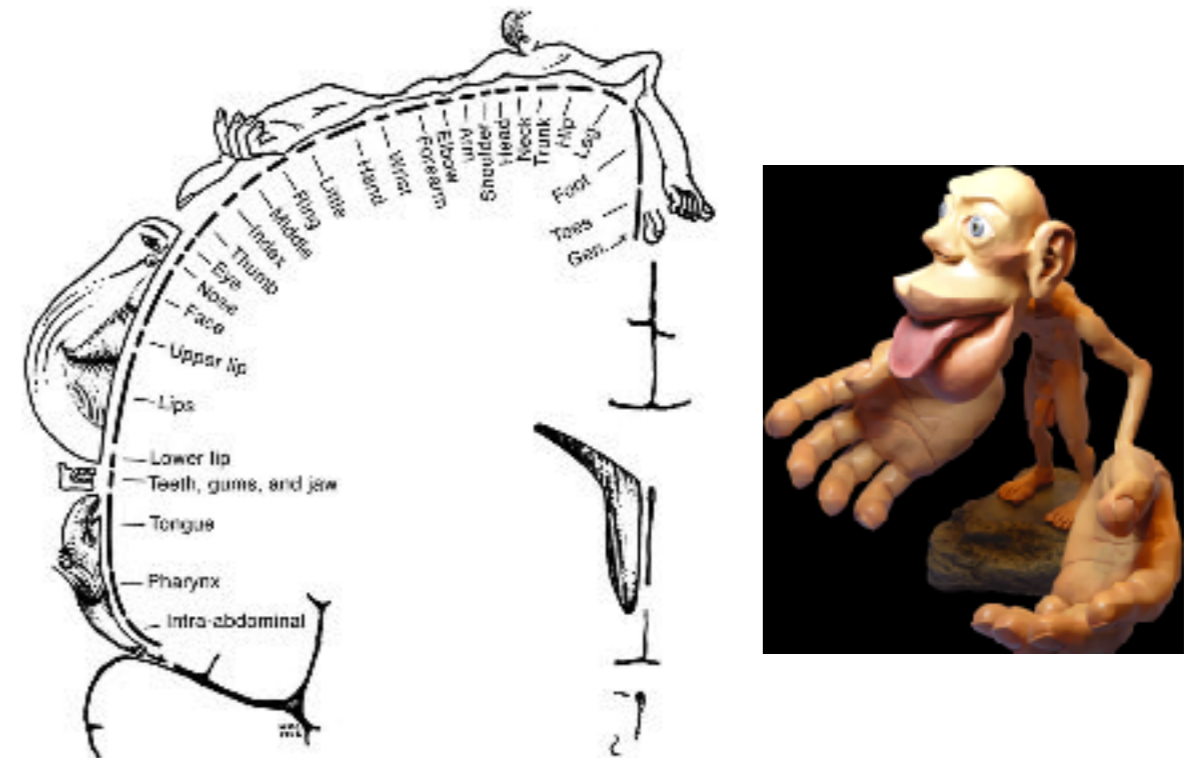 Gen.
Toes
Foot
Leg
Hip
Trunk
Neck
Head
Shoulder
Arm
Elbow
Forearm
Wrist
Hand
Little
Ring
Middle
Index
Thumb
Eye
Nose
Face
Upper lip
Lips
Lower lip
Teeth, gums, and jaw
Tongue
Pharynx
Intra-abdominal